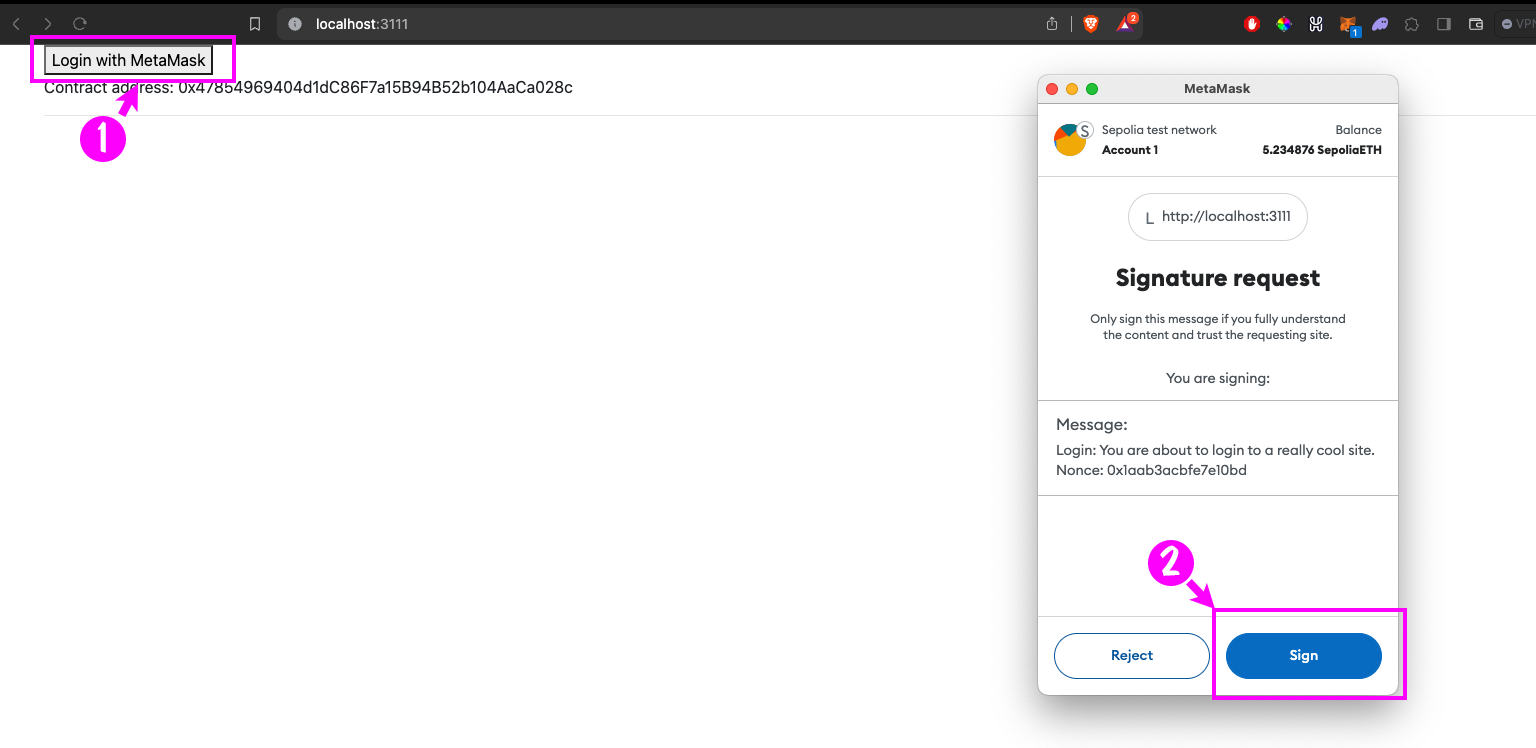 localhost:3111
2
1
VPN
Login with MetaMask
Contract address: 0x47854969404d1dC86F7a15B94B52b104AaCa028c
1
MetaMask
S
Sepolia test network
Balance
Account 1
5.234876 SepoliaETH
L http://localhost:3111
Signature request
Only sign this message if you fully understand
the content and trust the requesting site.
You are signing:
Message:
Login: You are about to login to a really cool site.
Nonce: 0x1aab3acbfe7e10bd
2
Reject
Sign